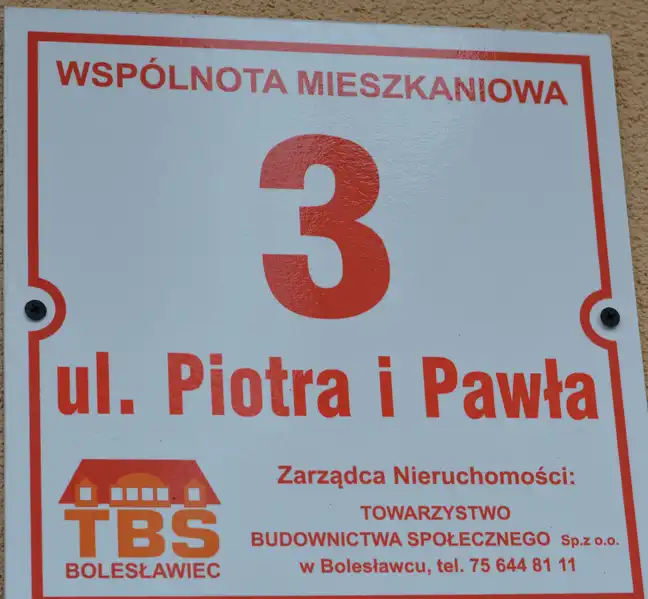 WSPÓLNOTA MIESZKANIOWA
3
ul. Piotra i Pawła
TBS
BOLESŁAWIEC
Zarządca Nieruchomości:
TOWARZYSTWO
BUDOWNICTWA SPOŁECZNEGO Sp.z o.o.
w Bolesławcu, tel. 75 644 81 11